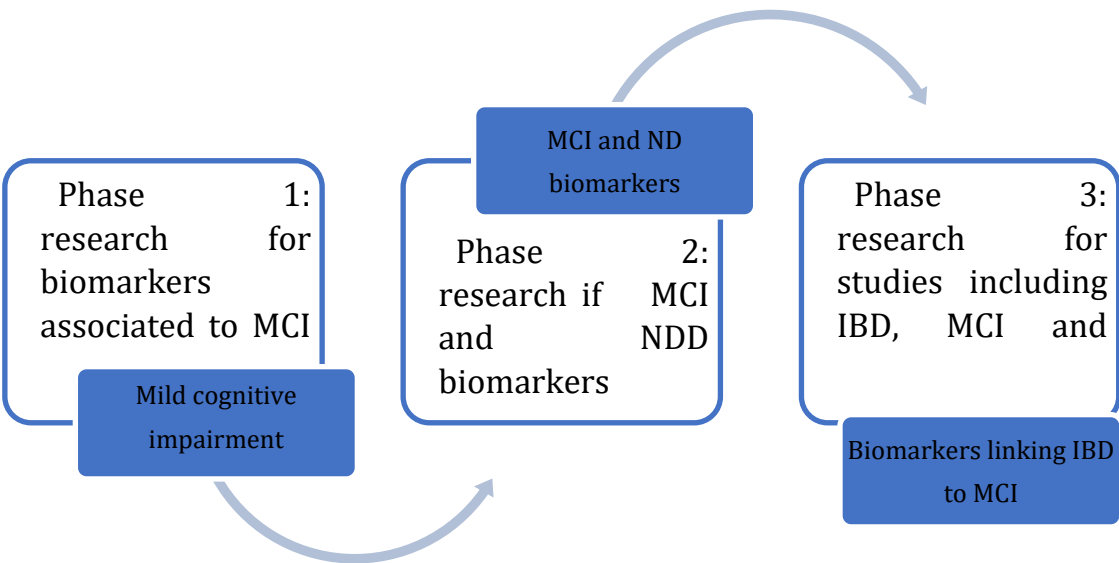 Phase 1:
research for
biomarkers
associated to MCI
Mild cognitive
impairment
MCI and ND
biomarkers
Phase 2:
research if MCI
and NDD
biomarkers
Phase 3:
research for
studies including
IBD, MCI and
Biomarkers linking IBD
to MCI